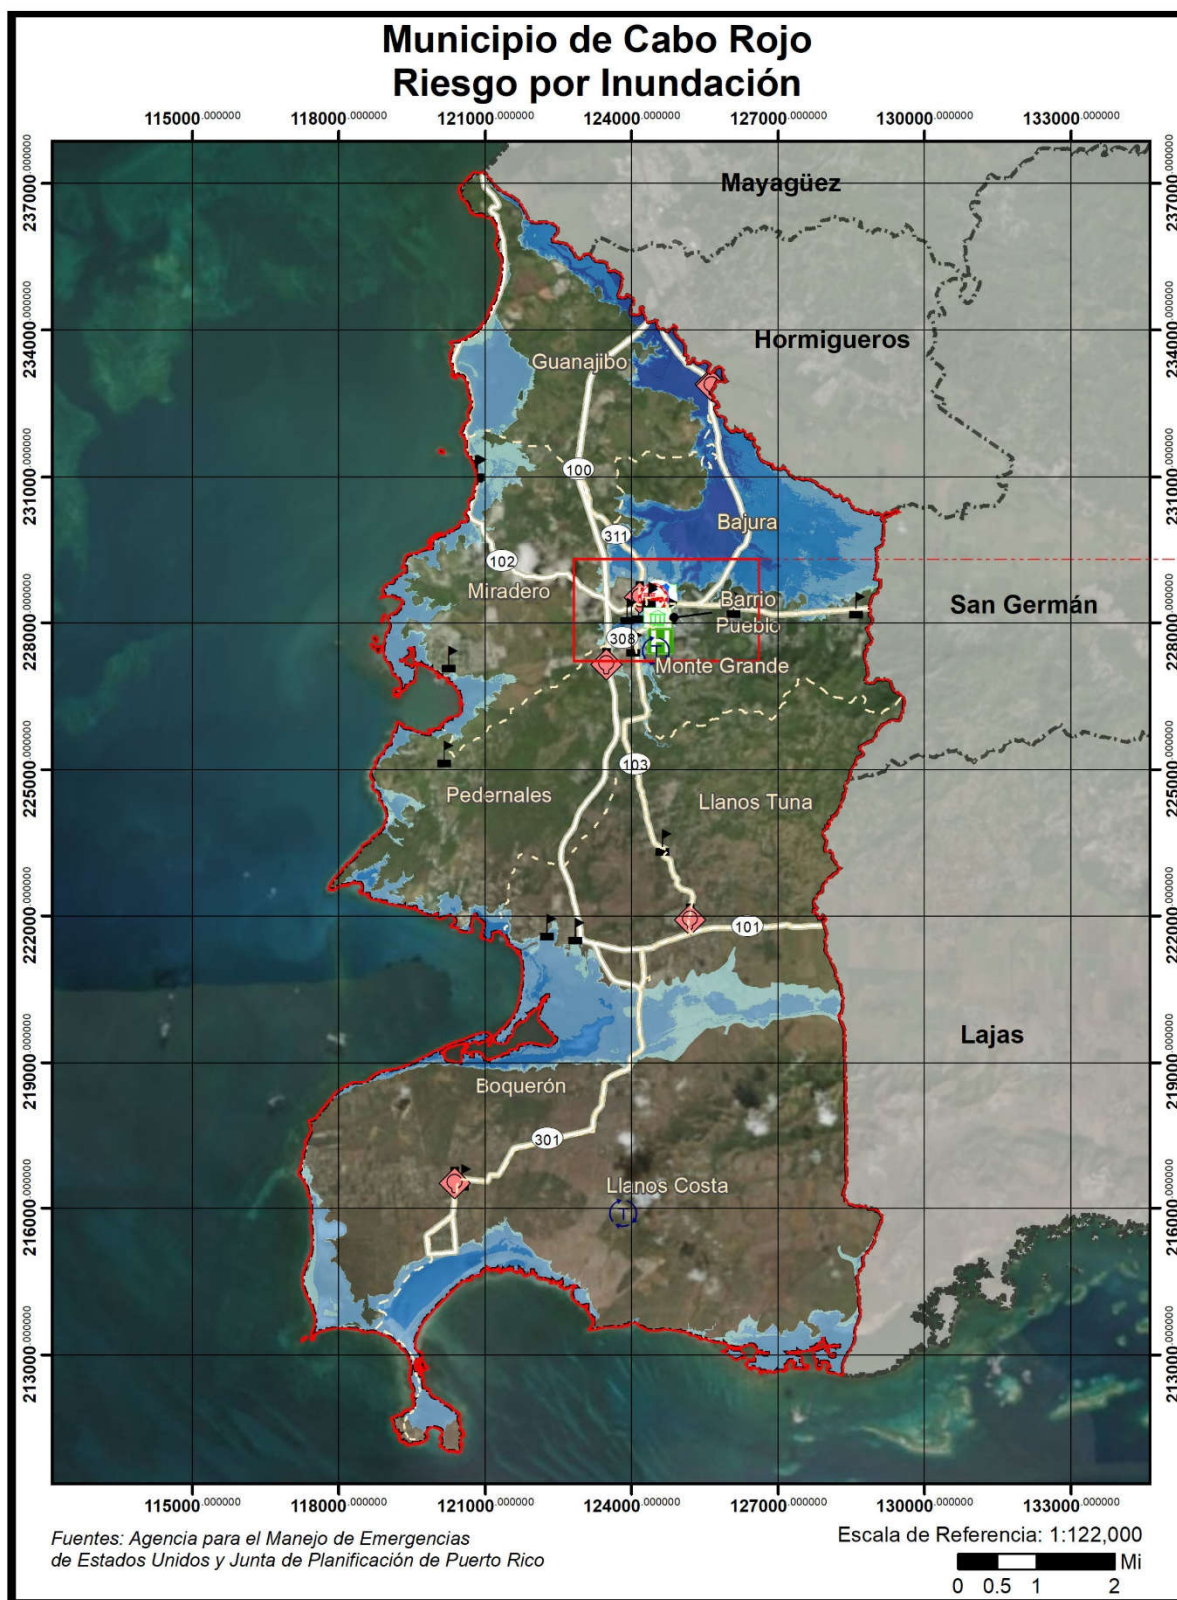 Municipio de Cabo Rojo
Riesgo por Inundación
115000.000000 118000.000000 121000.000000 124000.000000 127000.000000 130000.000000 133000.000000
237000.000000
234000.000000
231000.000000
228000.000000
225000.000000
222000.000000
219000.000000
216000.000000
213000.000000
Mayagüez
Hormigueros
Guanajibo
100
Bajura
311
102
Miradero
Barrio
Pueblo
San Germán
308
Monte Grande
103
Pedernales
Llanos Tuna
101
Lajas
Boquerón
301
Llanos Costa
T
237000.000000
234000.000000
231000.000000
228000.000000
225000.000000
222000.000000
219000.000000
216000.000000
213000.000000
115000.000000 118000.000000 121000.000000 124000.000000 127000.000000 130000.000000 133000.000000
Fuentes: Agencia para el Manejo de Emergencias
de Estados Unidos y Junta de Planificación de Puerto Rico
Escala de Referencia: 1:122,000
Mi
0 0.5 1 2